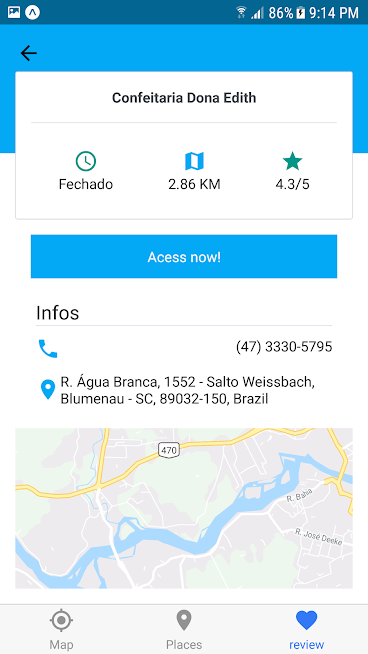 86% 9:14 PM
Confeitaria Dona Edith
Fechado 2.86 KM 4.3/5
Acess now!
Infos
(47) 3330-5795
R. Água Branca, 1552 - Salto Weissbach,
Blumenau - SC, 89032-150, Brazil
470
R. Bahia
R. José Deeke
Map Places review